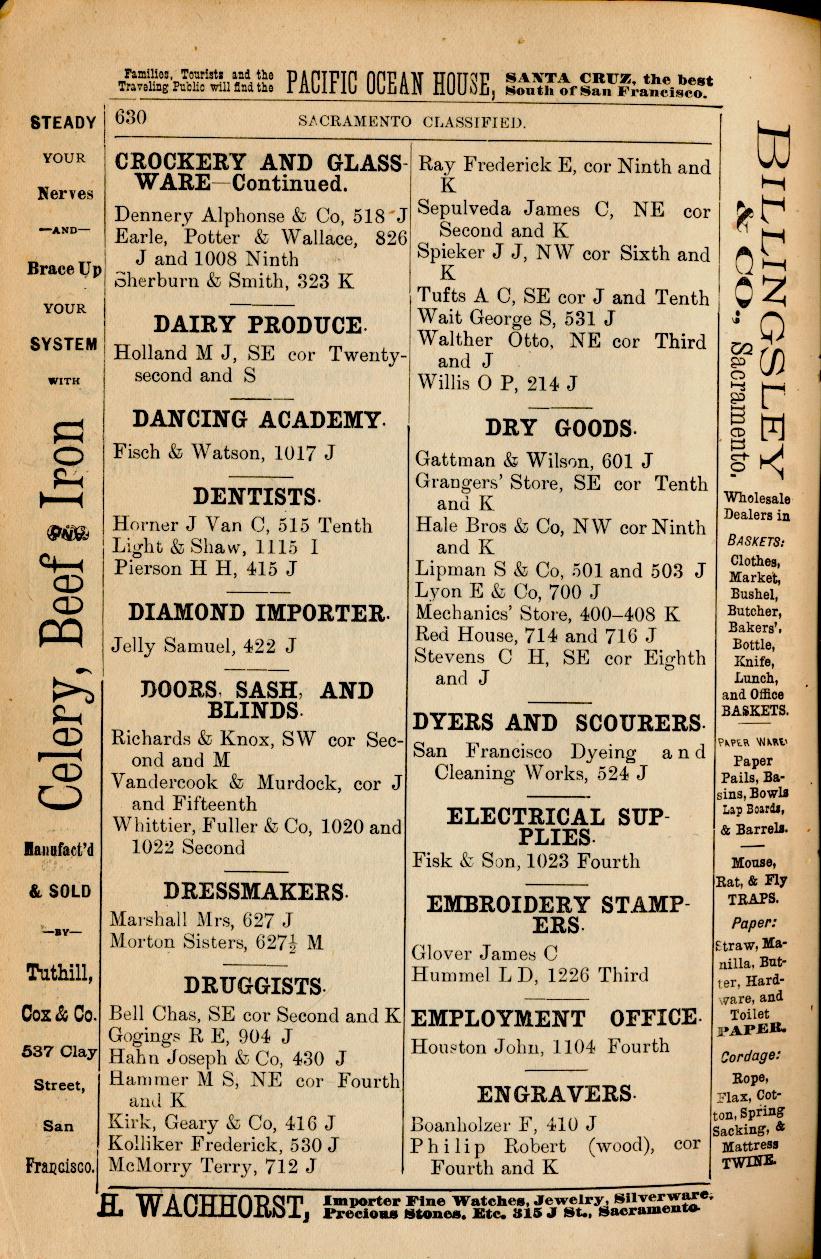 Families, Tourists and the
Traveling Public will find the
PACIFIC OCEAN HOUSE,
SANTA CRUZ, the best
South of San Francisco.
630
SACRAMENTO CLASSIFIED.
STEADY
YOUR
Nerves
—AND—
Brace Up
YOUR
SYSTEM
WITH
Celery, Beef and Iron
Manufact'd
& SOLD
—BY—
Tuthill,
Cox & Co.
537 Clay
Street,
San
Francisco.
CROCKERY AND GLASS-
WARE—Continued.
Dennery Alphonse & Co, 518 J
Earle, Potter & Wallace, 826
J and 1008 Ninth
Sherburn & Smith, 323 K
DAIRY PRODUCE.
Holland M J, SE cor Twenty-
second and S
DANCING ACADEMY.
Fisch & Watson, 1017 J
DENTISTS.
Horner J Van C, 515 Tenth
Light & Shaw, 1115 I
Pierson H H, 415 J
DIAMOND IMPORTER.
Jelly Samuel, 422 J
DOORS, SASH, AND
BLINDS.
Richards & Knox, SW cor Sec-
ond and M
Vandercook & Murdock, cor J
and Fifteenth
Whittier, Fuller & Co, 1020 and
1022 Second
DRESSMAKERS.
Marshall Mrs, 627 J
Morton Sisters, 627½ M
DRUGGISTS.
Bell Chas, SE cor Second and K
Gogings R E, 904 J
Hahn Joseph & Co, 430 J
Hammer M S, NE cor Fourth
and K
Kirk, Geary & Co, 416 J
Kolliker Frederick, 530 J
McMorry Terry, 712 J
Ray Frederick E, cor Ninth and
K
Sepulveda James C, NE cor
Second and K
Spieker J J, NW cor Sixth and
K
Tufts A C, SE cor J and Tenth
Wait George S, 531 J
Walther Otto, NE cor Third
and J
Willis O P, 214 J
DRY GOODS.
Gattman & Wilson, 601 J
Grangers' Store, SE cor Tenth
and K
Hale Bros & Co, NW cor Ninth
and K
Lipman S & Co, 501 and 503 J
Lyon E & Co, 700 J
Mechanics' Store, 400–408 K
Red House, 714 and 716 J
Stevens C H, SE cor Eighth
and J
DYERS AND SCOURERS.
San Francisco Dyeing and
Cleaning Works, 524 J
ELECTRICAL SUP-
PLIES.
Fisk & Son, 1023 Fourth
EMBROIDERY STAMP-
ERS.
Glover James C
Hummel L D, 1226 Third
EMPLOYMENT OFFICE.
Houston John, 1104 Fourth
ENGRAVERS.
Boanholzer F, 410 J
Philip Robert (wood), cor
Fourth and K
BILLINGSLEY
& CO., Sacramento.
Wholesale
Dealers in
BASKETS:
Clothes,
Market,
Bushel,
Butcher,
Bakers',
Bottle,
Knife,
Lunch,
and Office
BASKETS.
PAPER WARE:
Paper
Pails, Ba-
sins, Bowls
Lap Boards,
& Barrels.
Mouse,
Rat, & Fly
TRAPS.
Paper:
Straw, Ma-
nilla, But-
ter, Hard-
ware, and
Toilet
PAPER.
Cordage:
Rope,
Flax, Cot-
ton, Spring
Sacking, &
Mattress
TWINE.
H. WACHHORST,
Importer Fine Watches, Jewelry, Silverware,
Precious Stones, Etc. 315 J St., Sacramento.